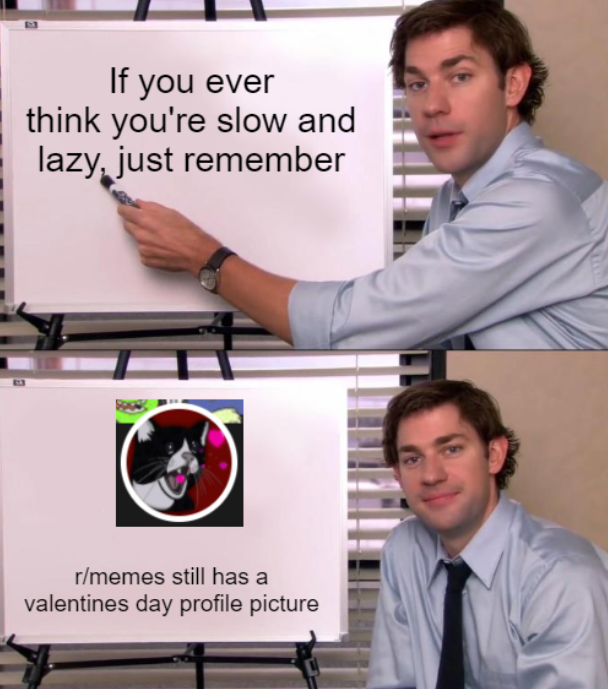 If you ever
think you're slow and
lazy, just remember
r/memes still has a
valentines day profile picture